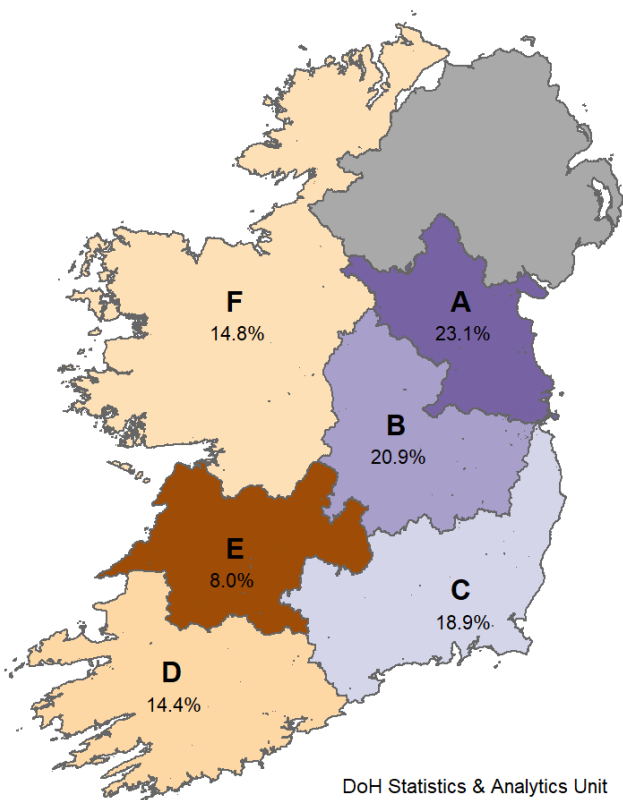 A
23.1%
F
14.8%
B
20.9%
E
8.0%
C
18.9%
D
14.4%
DoH Statistics & Analytics Unit